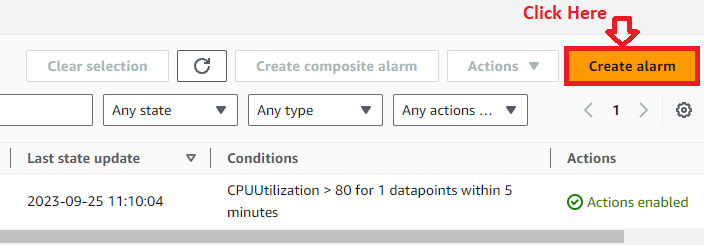 Click Here
Clear selection
Create composite alarm
Actions
Create alarm
Any state
Any type
Any actions ...
1
Last state update
Conditions
Actions
2023-09-25 11:10:04
CPUUtilization > 80 for 1 datapoints within 5
minutes
Actions enabled